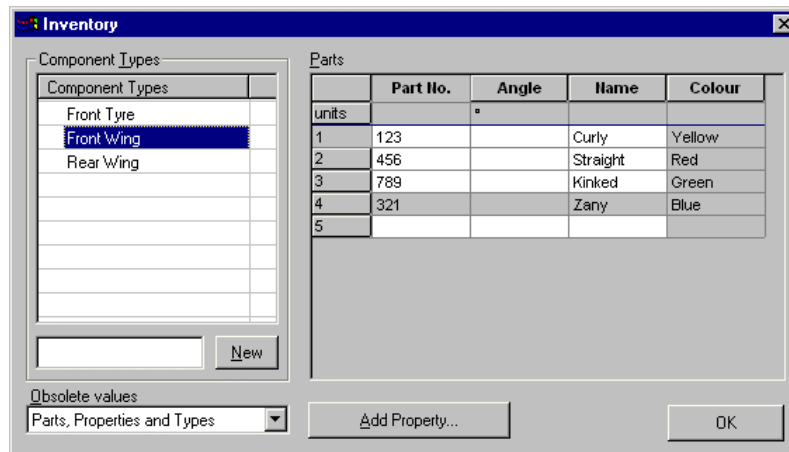 Inventory
Component Types
Component Types
Front Tyre
Front Wing
Rear Wing
New
Obsolete values
Parts, Properties and Types
Parts
Part No. Angle Name Colour
units °
1 123 Curly Yellow
2 456 Straight Red
3 789 Kinked Green
4 321 Zany Blue
5
Add Property...
OK